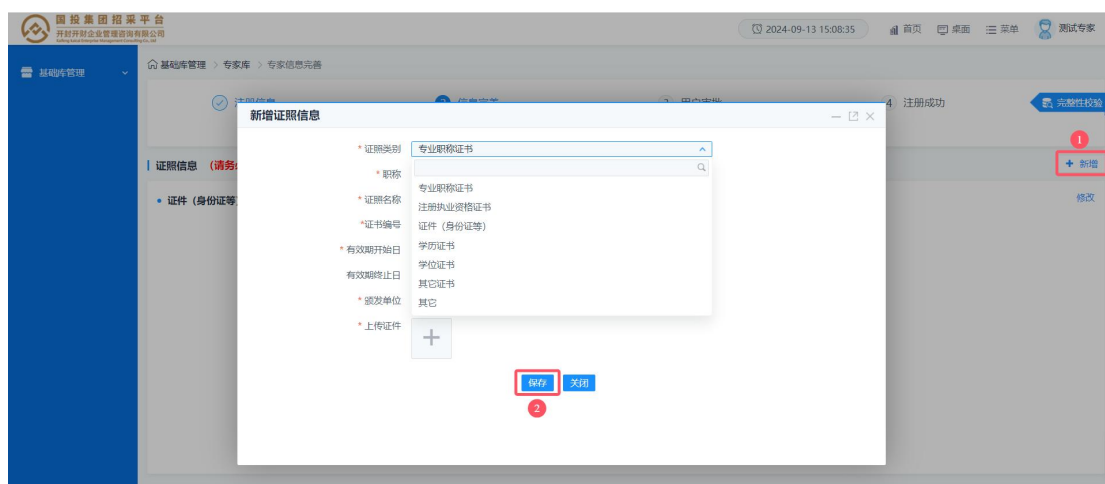 国投集团招采平台
开封开财企业管理咨询有限公司
2024-09-13 15:08:35 首页 桌面 菜单 测试专家
基础库管理
基础库管理 > 专家库 > 专家信息完善
注册信息 信息完善 用户审批 4 注册成功 完整性校验
新增证照信息
1
证照信息 (请务
+ 新增
证件（身份证等
修改
* 证照类别 专业职称证书
* 职称
专业职称证书
* 证照名称
注册执业资格证书
*证书编号
证件（身份证等）
* 有效期开始日
学历证书
学位证书
有效期终止日
其它证书
* 颁发单位
其它
* 上传证件
保存 关闭
2